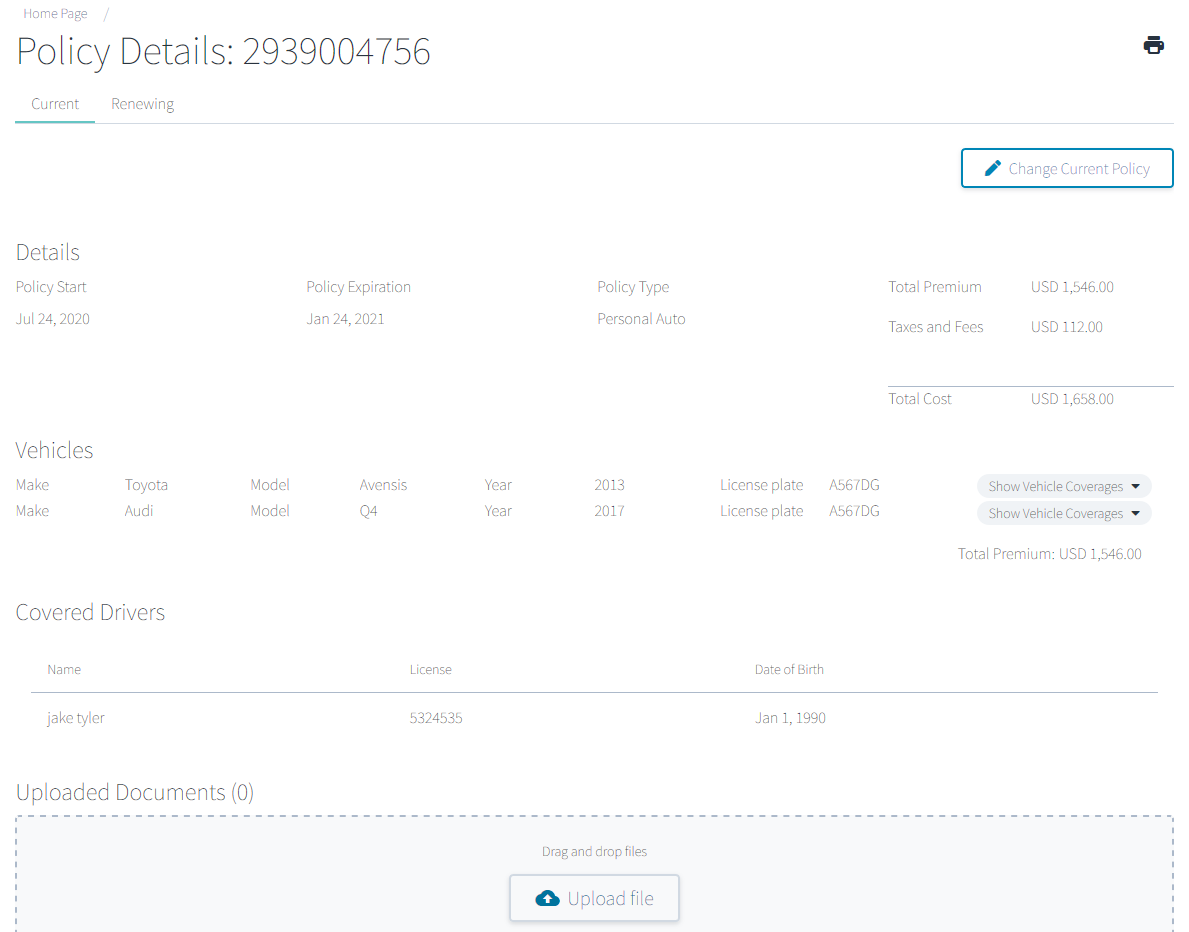 Home Page /
Policy Details: 2939004756
Current Renewing
Change Current Policy
Details
Policy Start Policy Expiration Policy Type Total Premium USD 1,546.00
Jul 24, 2020 Jan 24, 2021 Personal Auto
Taxes and Fees USD 112.00
Total Cost USD 1,658.00
Vehicles
Make Toyota Model Avensis Year 2013 License plate A567DG Show Vehicle Coverages
Make Audi Model Q4 Year 2017 License plate A567DG Show Vehicle Coverages
Total Premium: USD 1,546.00
Covered Drivers
Name License Date of Birth
jake tyler 5324535 Jan 1, 1990
Uploaded Documents (0)
Drag and drop files
Upload file